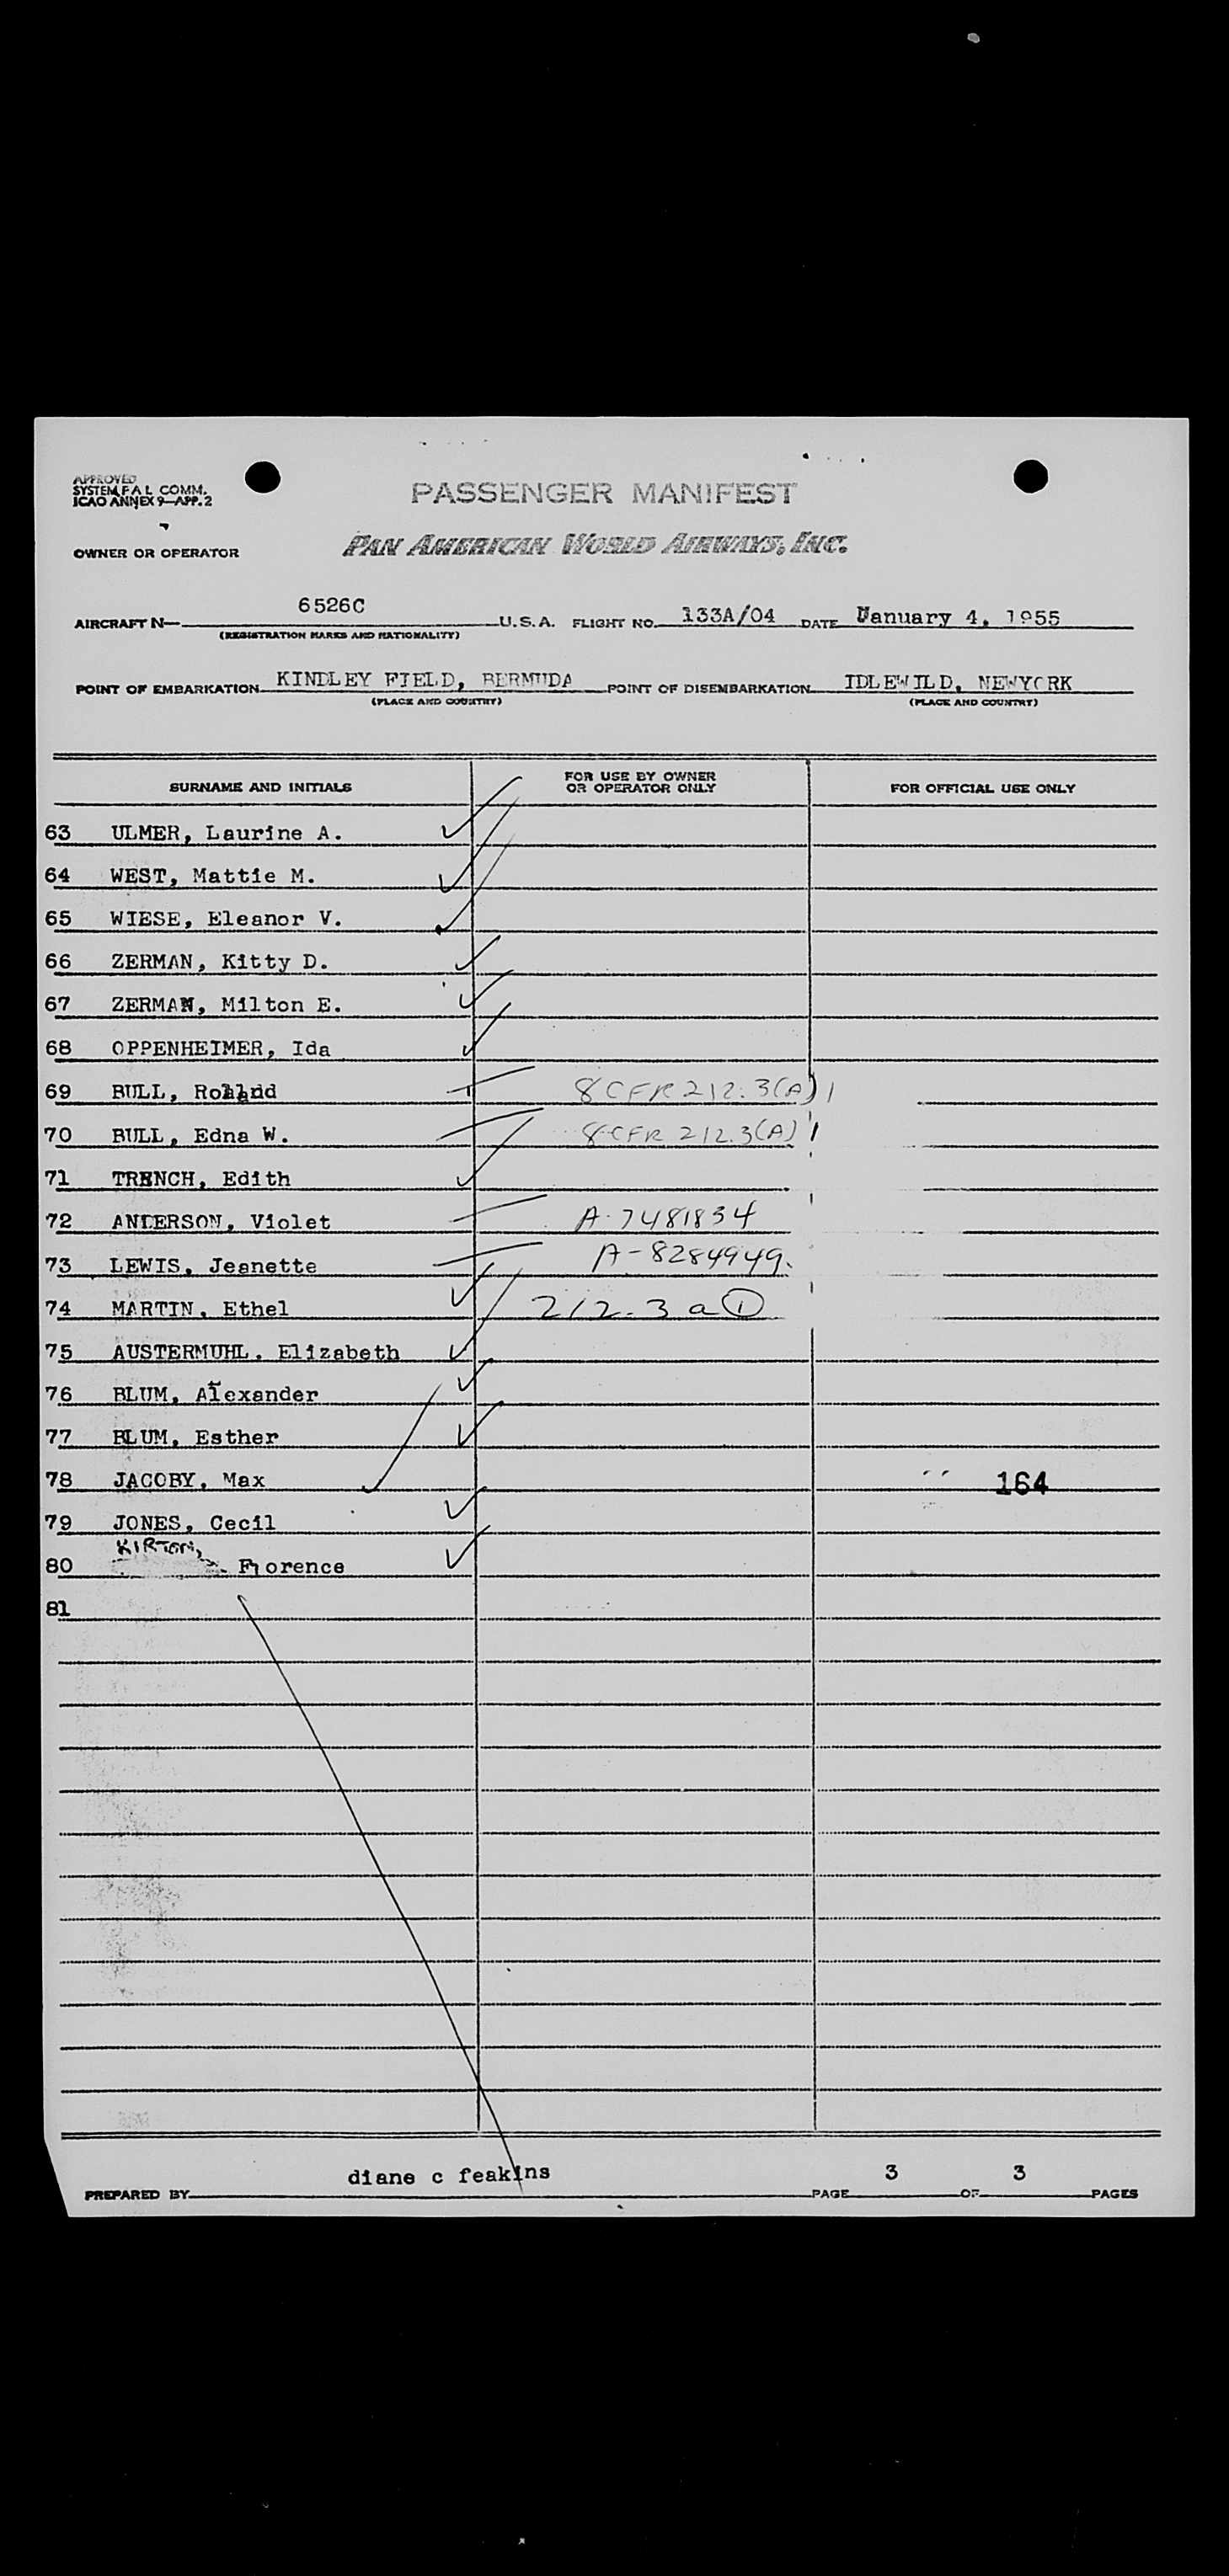 APPROVED
SYSTEM F A L COMM.
ICAO ANNEX 9—APP. 2
PASSENGER MANIFEST
OWNER OR OPERATOR PAN AMERICAN WORLD AIRWAYS, INC.
AIRCRAFT N— 6526C U.S.A. FLIGHT NO. 133A/04 DATE January 4, 1955
(REGISTRATION MARKS AND NATIONALITY)
POINT OF EMBARKATION KINDLEY FIELD, BERMUDA POINT OF DISEMBARKATION IDLEWILD, NEWYORK
(PLACE AND COUNTRY) (PLACE AND COUNTRY)
SURNAME AND INITIALS FOR USE BY OWNER OR OPERATOR ONLY FOR OFFICIAL USE ONLY
63 ULMER, Laurine A.
64 WEST, Mattie M.
65 WIESE, Eleanor V.
66 ZERMAN, Kitty D.
67 ZERMAN, Milton E.
68 OPPENHEIMER, Ida
69 BULL, 8 CFR 212.3(A) 1
70 BULL, Edna W. 8 CFR 212.3(A) 1
71 TRENCH, Edith
72 ANDERSON, Violet A-7481834
73 LEWIS, Jeanette A-8284949.
74 MARTIN, Ethel 212.3 a 1
75 AUSTERMUHL, Elizabeth
76 BLUM, Alexander
77 BLUM, Esther
78 JACOBY, Max 164
79 JONES, Cecil
80 KIRTON, Florence
81
PREPARED BY diane c feakins PAGE 3 OF 3 PAGES